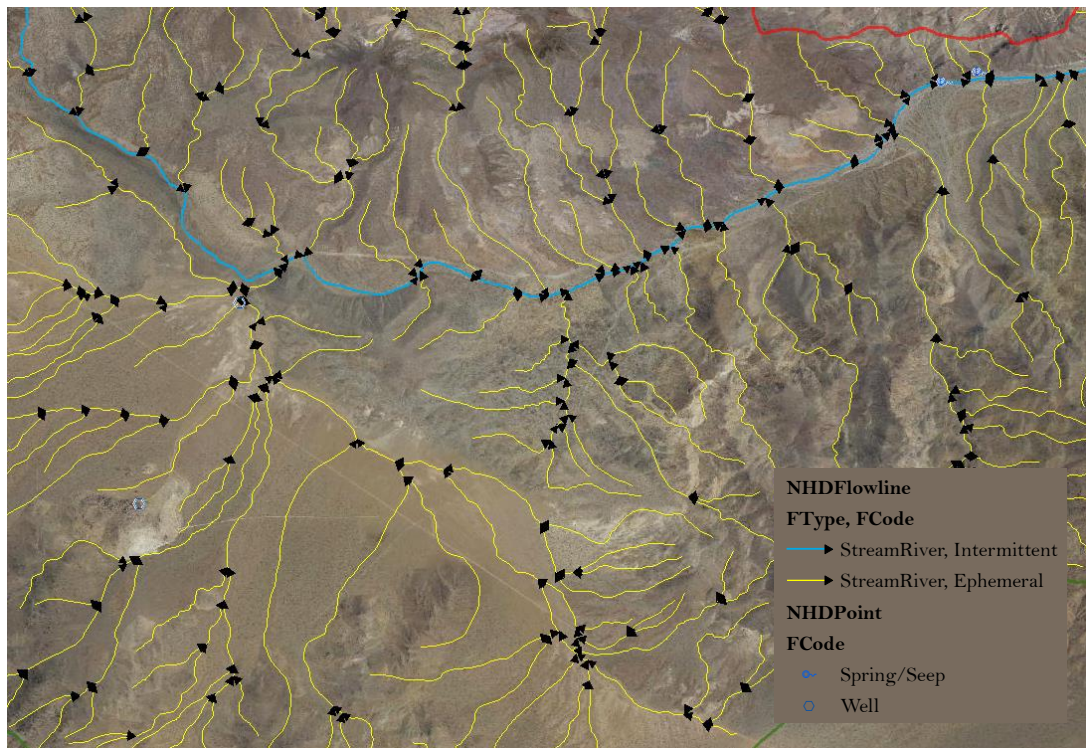 NHDFlowline
FType, FCode
StreamRiver, Intermittent
StreamRiver, Ephemeral
NHDPoint
FCode
Spring/Seep
Well